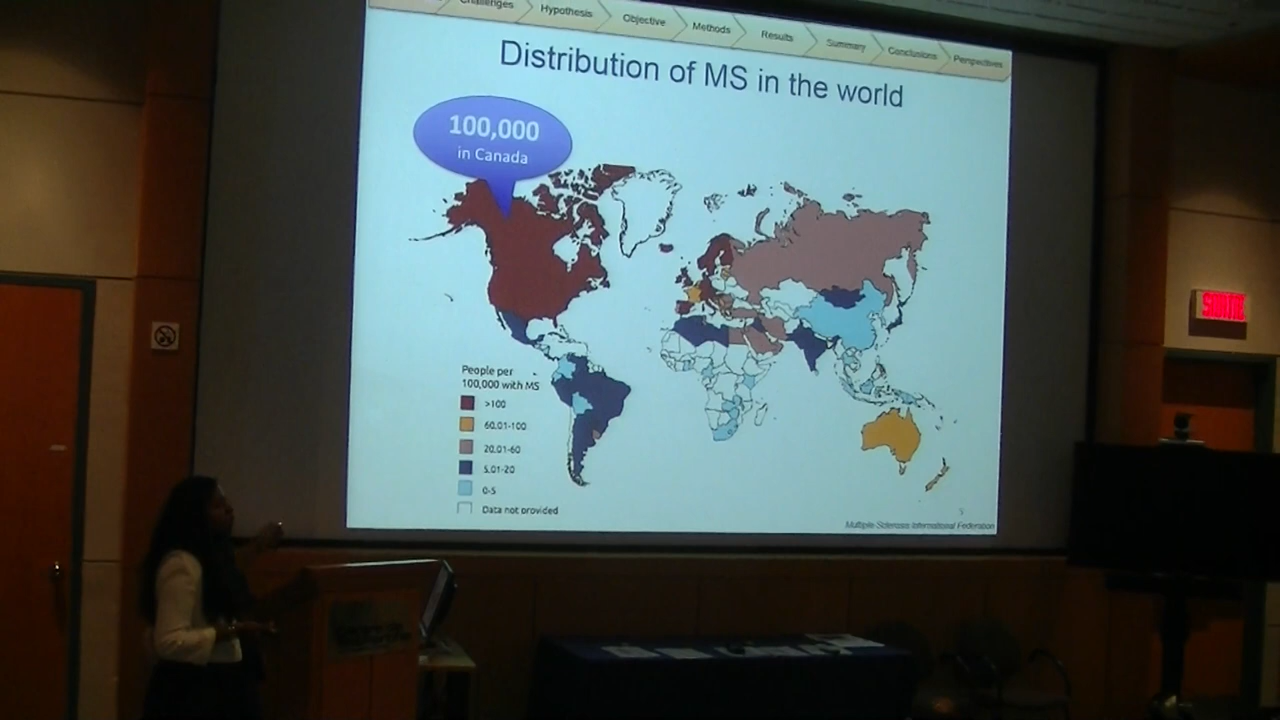 Challenges
Hypothesis
Objective
Methods
Results
Summary
Conclusions
Perspectives
Distribution of MS in the world
100,000
in Canada
People per
100,000 with MS
>100
60.01-100
20.01-60
5.01-20
0-5
Data not provided
5
Multiple Sclerosis International Federation
SORTIE